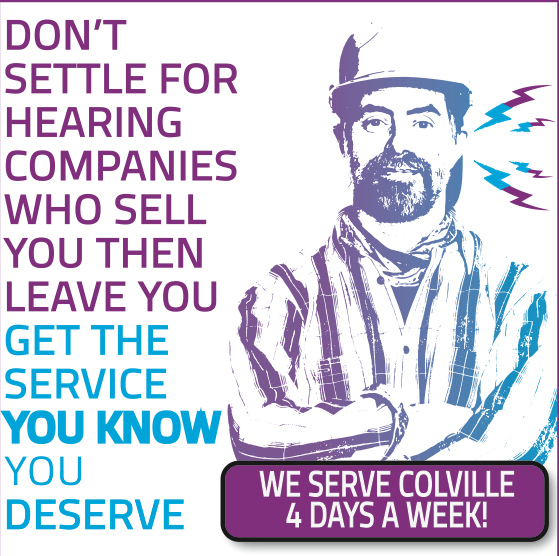 DON'T
SETTLE FOR
HEARING
COMPANIES
WHO SELL
YOU THEN
LEAVE YOU
GET THE
SERVICE
YOU KNOW
YOU
DESERVE
WE SERVE COLVILLE
4 DAYS A WEEK!